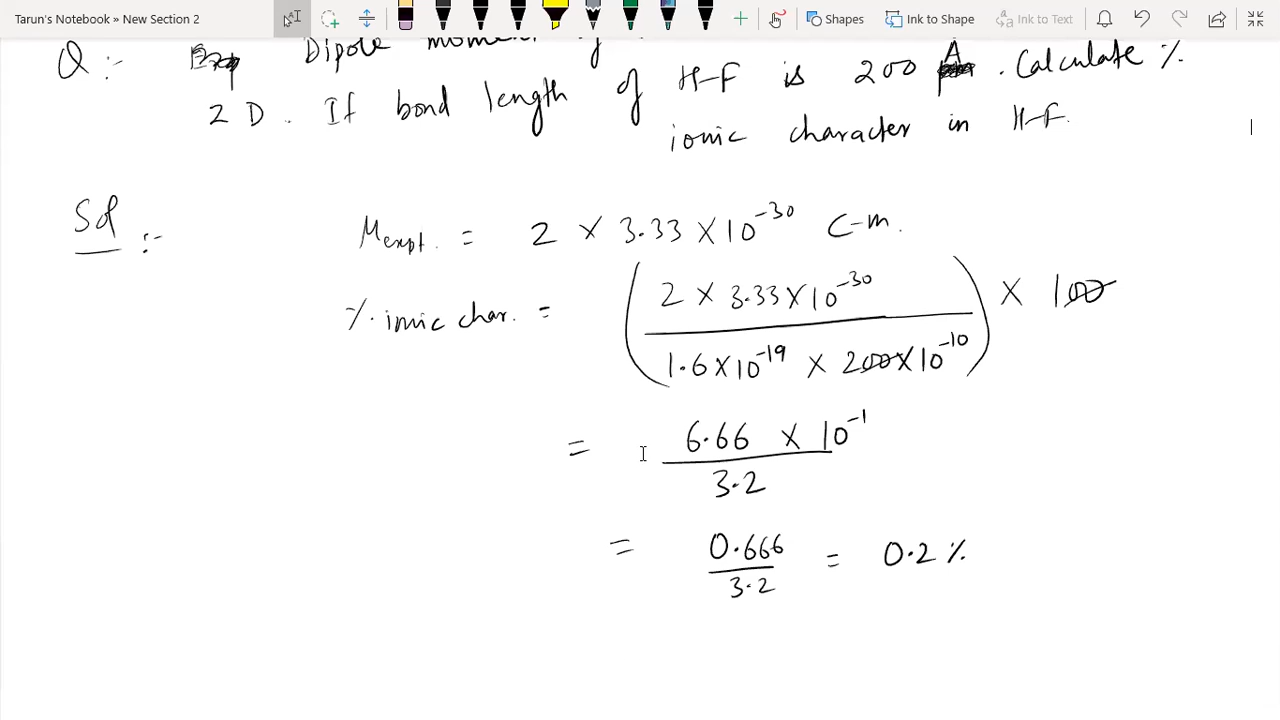 Tarun's Notebook » New Section 2
Shapes Ink to Shape Ink to Text
Q :- Dipole moment of
2 D. If bond length of H-F is 200 Å. Calculate %
ionic character in H-F.
Sol :-
μexpt. = 2 × 3.33 × 10⁻³⁰ C-m.
%. ionic char. = (2 × 3.33 × 10⁻³⁰ / 1.6 × 10⁻¹⁹ × 200 × 10⁻¹⁰) × 100
= 6.66 × 10⁻¹ / 3.2
= 0.666 / 3.2 = 0.2 %